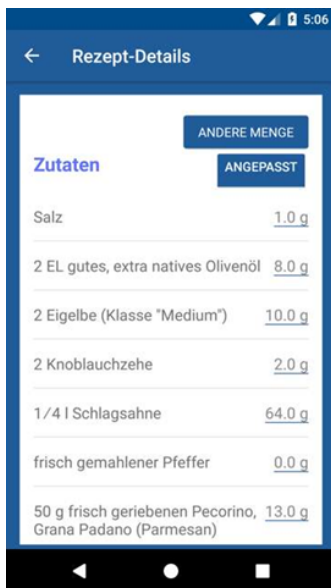 5:06
Rezept-Details
ANDERE MENGE
Zutaten
ANGEPASST
Salz 1.0 g
2 EL gutes, extra natives Olivenöl 8.0 g
2 Eigelbe (Klasse "Medium") 10.0 g
2 Knoblauchzehe 2.0 g
1/4 l Schlagsahne 64.0 g
frisch gemahlener Pfeffer 0.0 g
50 g frisch geriebenen Pecorino, 13.0 g
Grana Padano (Parmesan)